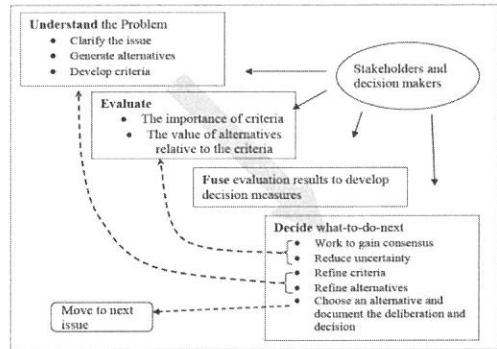 Understand the Problem
• Clarify the issue
• Generate alternatives
• Develop criteria
Stakeholders and
decision makers
Evaluate
• The importance of criteria
• The value of alternatives
relative to the criteria
Fuse evaluation results to develop
decision measures
Decide what-to-do-next
• Work to gain consensus
• Reduce uncertainty
• Refine criteria
• Refine alternatives
• Choose an alternative and
document the deliberation and
decision
Move to next
issue